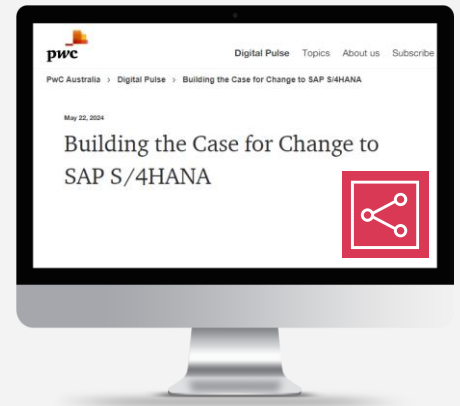 pwc
Digital Pulse Topics About us Subscribe
PwC Australia › Digital Pulse › Building the Case for Change to SAP S/4HANA
May 22, 2024
Building the Case for Change to
SAP S/4HANA